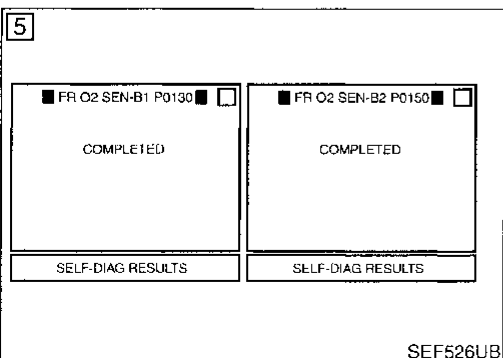 5
FR O2 SEN-B1 P0130
FR O2 SEN-B2 P0150
COMPLETED
COMPLETED
SELF-DIAG RESULTS
SELF-DIAG RESULTS
SEF526UB